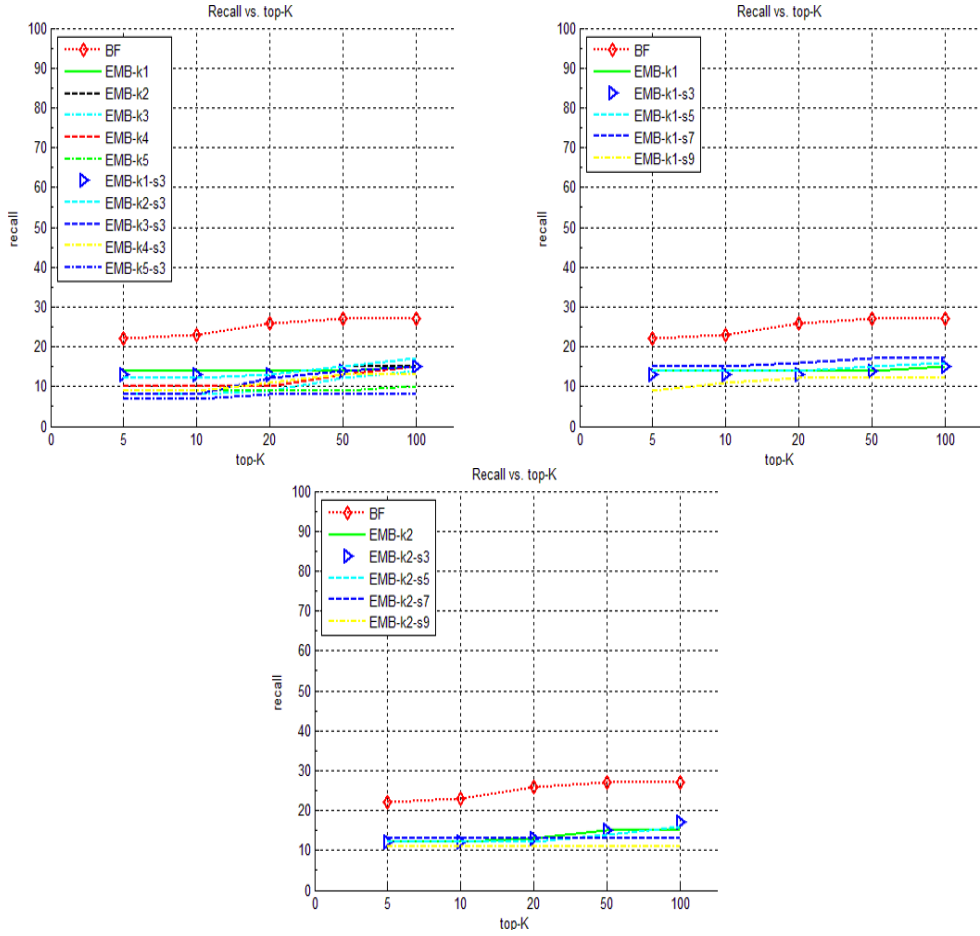 Recall vs. top-K
100
90
80
70
60
50
40
30
20
10
0
recall
BF
EMB-k1
EMB-k2
EMB-k3
EMB-k4
EMB-k5
EMB-k1-s3
EMB-k2-s3
EMB-k3-s3
EMB-k4-s3
EMB-k5-s3
0 5 10 20 50 100
top-K
Recall vs. top-K
100
90
80
70
60
50
40
30
20
10
0
recall
BF
EMB-k1
EMB-k1-s3
EMB-k1-s5
EMB-k1-s7
EMB-k1-s9
0 5 10 20 50 100
top-K
Recall vs. top-K
100
90
80
70
60
50
40
30
20
10
0
recall
BF
EMB-k2
EMB-k2-s3
EMB-k2-s5
EMB-k2-s7
EMB-k2-s9
0 5 10 20 50 100
top-K